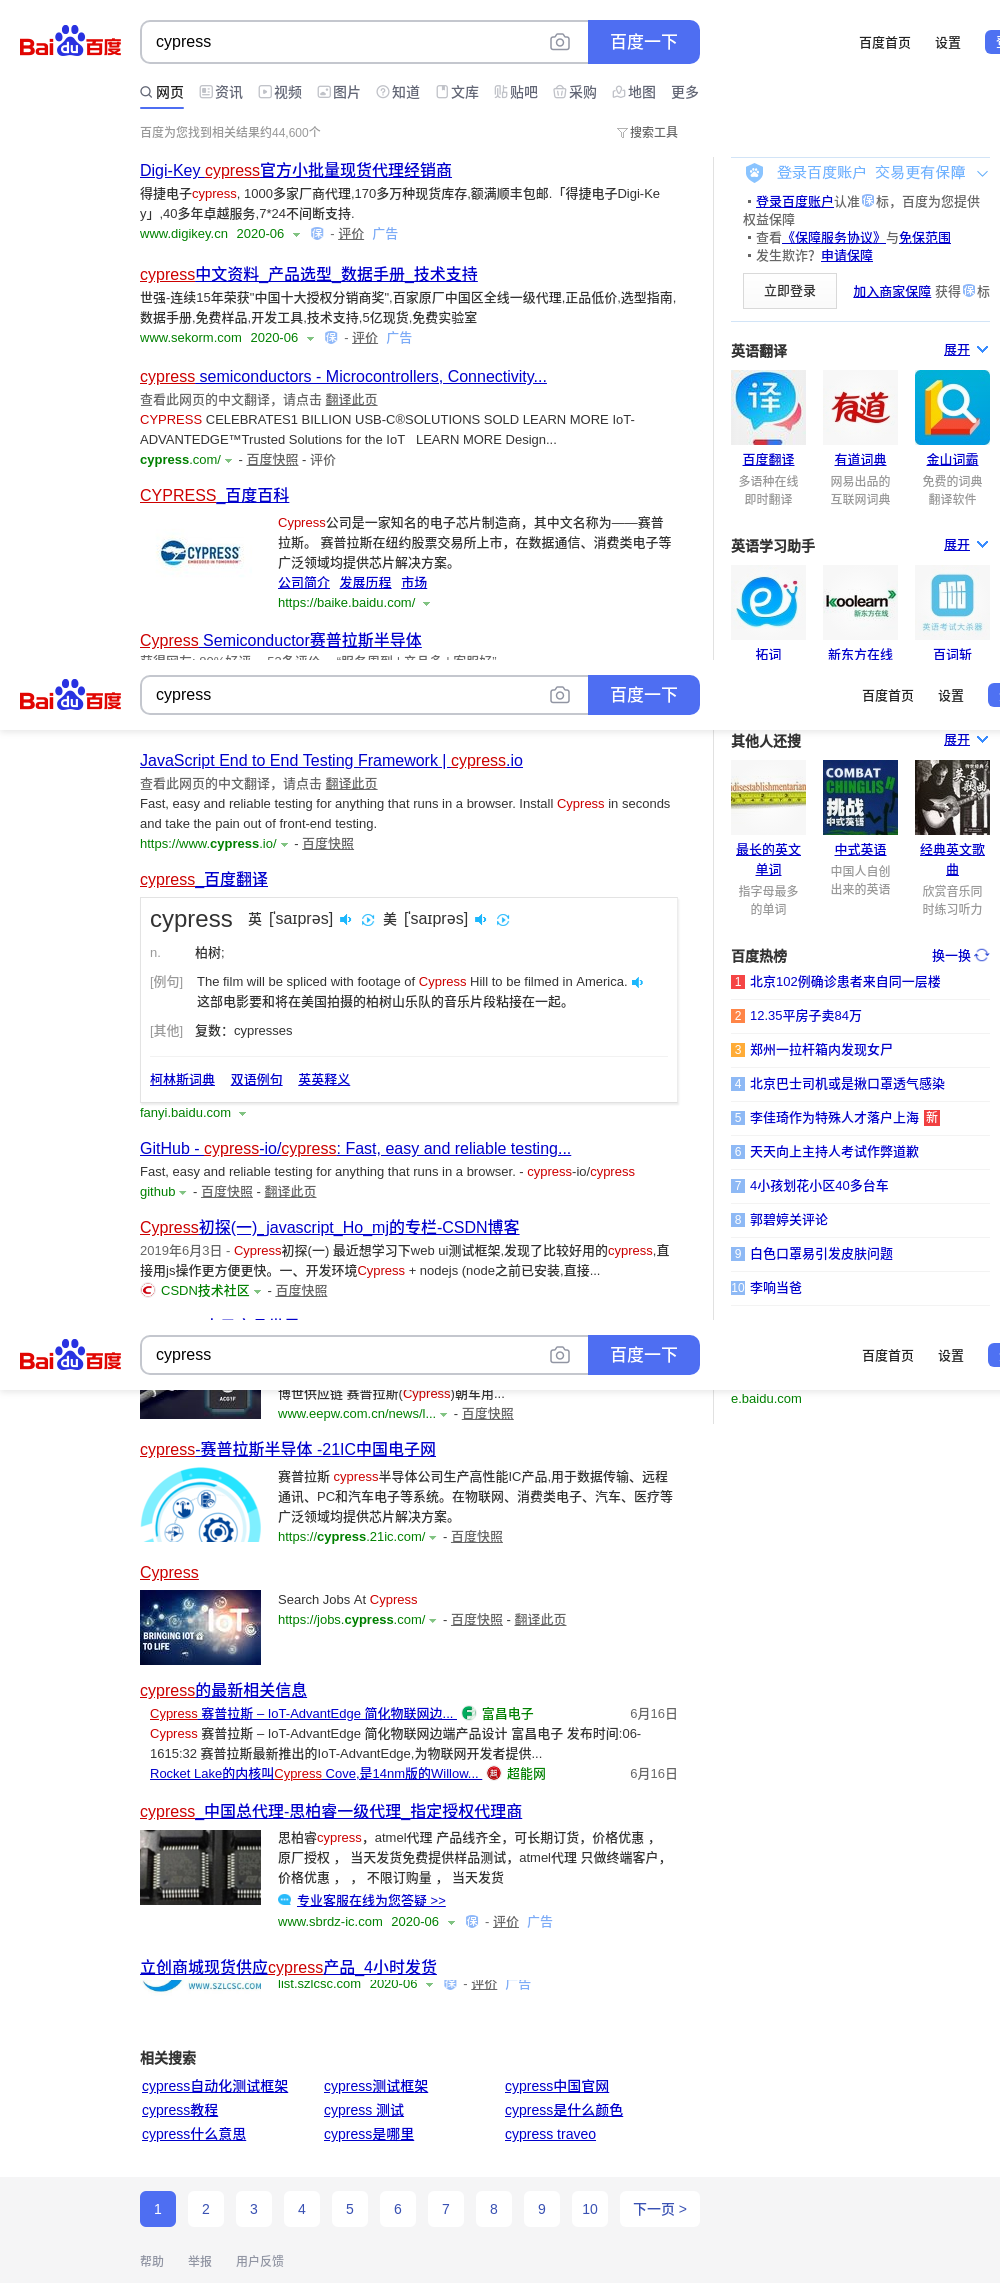 Bai du 百度
cypress
百度一下
百度首页 设置
网页 资讯 视频 图片 知道 文库 贴吧 采购 地图 更多
百度为您找到相关结果约44,600个
搜索工具
Digi-Key cypress官方小批量现货代理经销商
得捷电子cypress, 1000多家厂商代理,170多万种现货库存,额满顺丰包邮.「得捷电子Digi-Ke
y」,40多年卓越服务,7*24不间断支持.
www.digikey.cn 2020-06 保 - 评价 广告
cypress中文资料_产品选型_数据手册_技术支持
世强-连续15年荣获"中国十大授权分销商奖",百家原厂中国区全线一级代理,正品低价,选型指南,
数据手册,免费样品,开发工具,技术支持,5亿现货,免费实验室
www.sekorm.com 2020-06 保 - 评价 广告
cypress semiconductors - Microcontrollers, Connectivity...
查看此网页的中文翻译，请点击 翻译此页
CYPRESS CELEBRATES1 BILLION USB-C®SOLUTIONS SOLD LEARN MORE IoT-
ADVANTEDGE™Trusted Solutions for the IoT LEARN MORE Design...
cypress.com/ - 百度快照 - 评价
CYPRESS_百度百科
CYPRESS
EMBEDDED IN TOMORROW
Cypress公司是一家知名的电子芯片制造商，其中文名称为——赛普
拉斯。 赛普拉斯在纽约股票交易所上市，在数据通信、消费类电子等
广泛领域均提供芯片解决方案。
公司简介 发展历程 市场
https://baike.baidu.com/
Cypress Semiconductor赛普拉斯半导体
登录百度账户 交易更有保障
・登录百度账户认准保标，百度为您提供
权益保障
・查看《保障服务协议》与免保范围
・发生欺诈? 申请保障
立即登录
加入商家保障 获得保标
英语翻译 展开
译 有道
百度翻译 有道词典 金山词霸
多语种在线 网易出品的 免费的词典
即时翻译 互联网词典 翻译软件
英语学习助手 展开
koolearn
新东方在线
100
英语考试大杀器
拓词 新东方在线 百词斩
Bai du 百度
cypress
百度一下
百度首页 设置
JavaScript End to End Testing Framework | cypress.io
查看此网页的中文翻译，请点击 翻译此页
Fast, easy and reliable testing for anything that runs in a browser. Install Cypress in seconds
and take the pain out of front-end testing.
https://www.cypress.io/ - 百度快照
cypress_百度翻译
cypress 英 [ˈsaɪprəs] 美 [ˈsaɪprəs]
n. 柏树;
[例句] The film will be spliced with footage of Cypress Hill to be filmed in America.
这部电影要和将在美国拍摄的柏树山乐队的音乐片段粘接在一起。
[其他] 复数：cypresses
柯林斯词典 双语例句 英英释义
fanyi.baidu.com
GitHub - cypress-io/cypress: Fast, easy and reliable testing...
Fast, easy and reliable testing for anything that runs in a browser. - cypress-io/cypress
github - 百度快照 - 翻译此页
Cypress初探(一)_javascript_Ho_mj的专栏-CSDN博客
2019年6月3日 - Cypress初探(一) 最近想学习下web ui测试框架,发现了比较好用的cypress,直
接用js操作更方便更快。一、开发环境Cypress + nodejs (node之前已安装,直接...
CSDN技术社区 - 百度快照
其他人还搜 展开
idisestablishmentarian
COMBAT
CHINGLISH
挑战
中式英语
英文
歌曲
最长的英文 中式英语 经典英文歌
单词 曲
指字母最多 中国人自创 欣赏音乐同
的单词 出来的英语 时练习听力
百度热榜 换一换
1 北京102例确诊患者来自同一层楼
2 12.35平房子卖84万
3 郑州一拉杆箱内发现女尸
4 北京巴士司机或是揪口罩透气感染
5 李佳琦作为特殊人才落户上海 新
6 天天向上主持人考试作弊道歉
7 4小孩划花小区40多台车
8 郭碧婷关评论
9 白色口罩易引发皮肤问题
10 李响当爸
Bai du 百度
cypress
百度一下
百度首页 设置
博世供应链 赛普拉斯(Cypress)朝车用...
www.eepw.com.cn/news/l... - 百度快照
e.baidu.com
cypress-赛普拉斯半导体 -21IC中国电子网
赛普拉斯 cypress半导体公司生产高性能IC产品,用于数据传输、远程
通讯、PC和汽车电子等系统。在物联网、消费类电子、汽车、医疗等
广泛领域均提供芯片解决方案。
https://cypress.21ic.com/ - 百度快照
Cypress
IoT
BRINGING IOT
TO LIFE
Search Jobs At Cypress
https://jobs.cypress.com/ - 百度快照 - 翻译此页
cypress的最新相关信息
Cypress 赛普拉斯 – IoT-AdvantEdge 简化物联网边... 富昌电子 6月16日
Cypress 赛普拉斯 – IoT-AdvantEdge 简化物联网边端产品设计 富昌电子 发布时间:06-
1615:32 赛普拉斯最新推出的IoT-AdvantEdge,为物联网开发者提供...
Rocket Lake的内核叫Cypress Cove,是14nm版的Willow... 超能网 6月16日
cypress_中国总代理-思柏睿一级代理_指定授权代理商
思柏睿cypress，atmel代理 产品线齐全，可长期订货，价格优惠，
原厂授权 ， 当天发货免费提供样品测试，atmel代理 只做终端客户，
价格优惠 ， ， 不限订购量 ， 当天发货
专业客服在线为您答疑 >>
www.sbrdz-ic.com 2020-06 保 - 评价 广告
立创商城现货供应cypress产品_4小时发货
WWW.SZLCSC.COM
list.szlcsc.com 2020-06 保 - 评价 广告
相关搜索
cypress自动化测试框架 cypress测试框架 cypress中国官网
cypress教程 cypress 测试 cypress是什么颜色
cypress什么意思 cypress是哪里 cypress traveo
1 2 3 4 5 6 7 8 9 10 下一页 >
帮助 举报 用户反馈